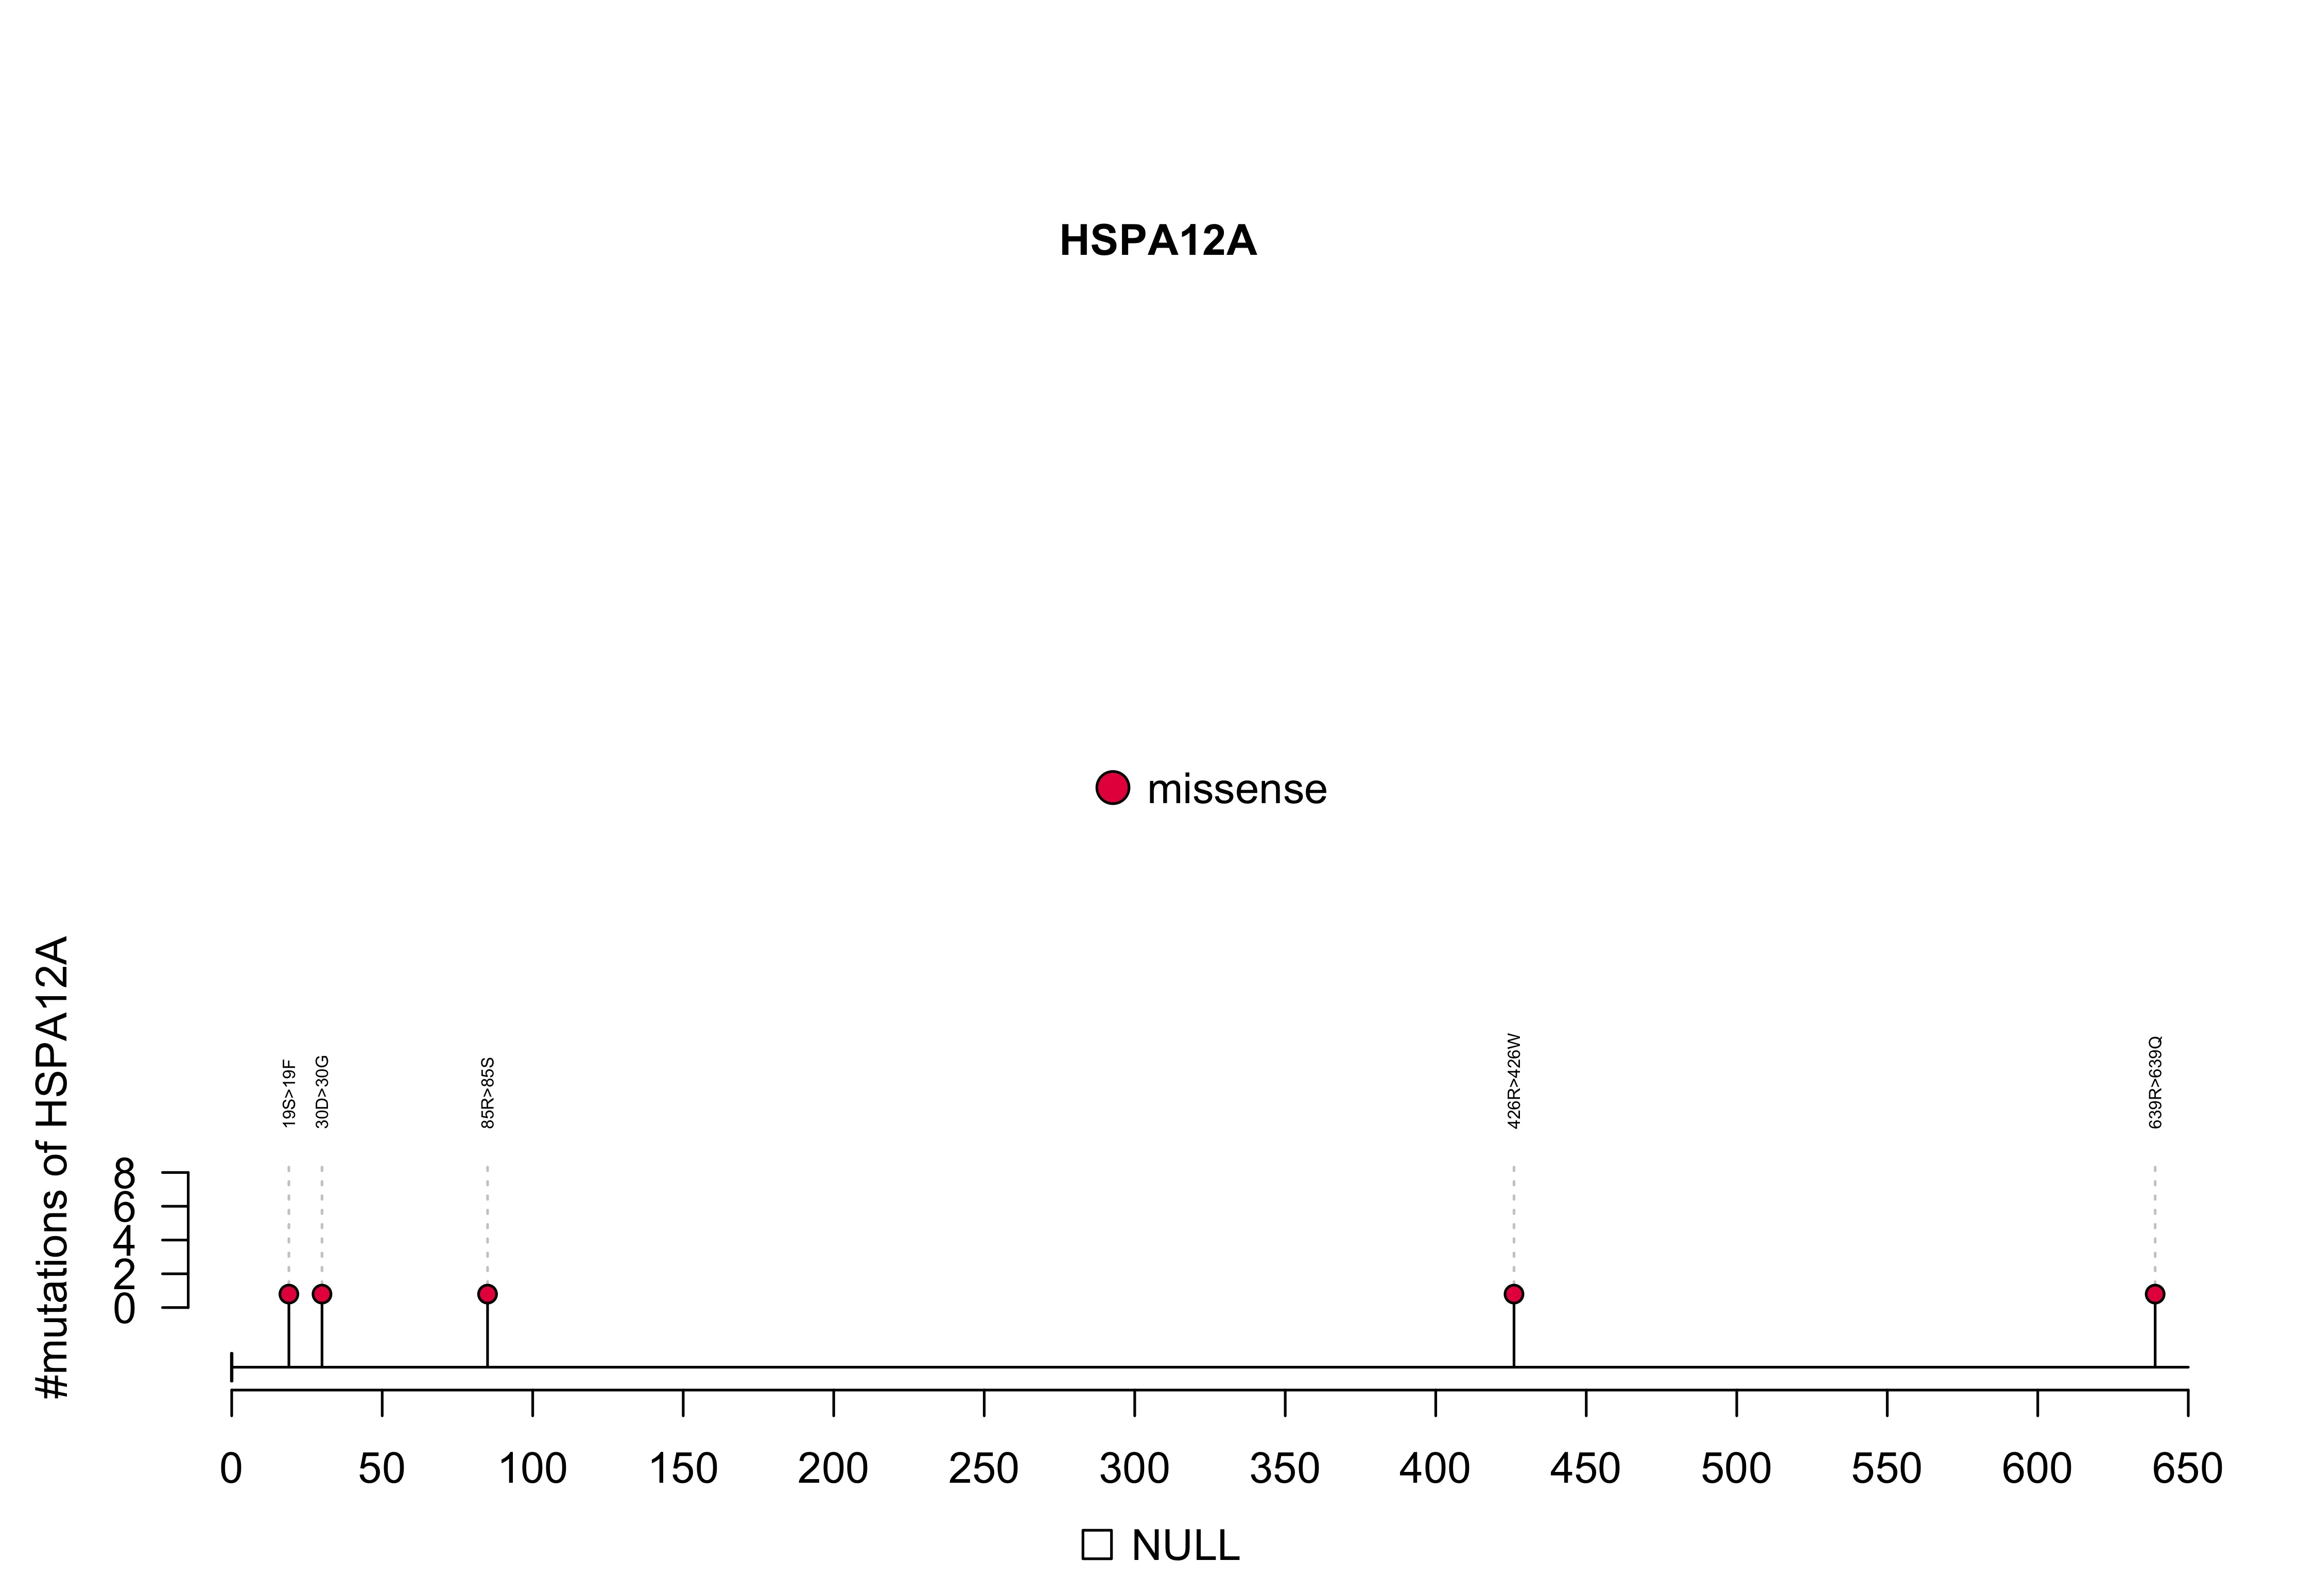 HSPA12A
missense
#mutations of HSPA12A
19S>19F
30D>30G
85R>85S
426R>426W
639R>639Q
8
6
4
2
0
0 50 100 150 200 250 300 350 400 450 500 550 600 650
NULL